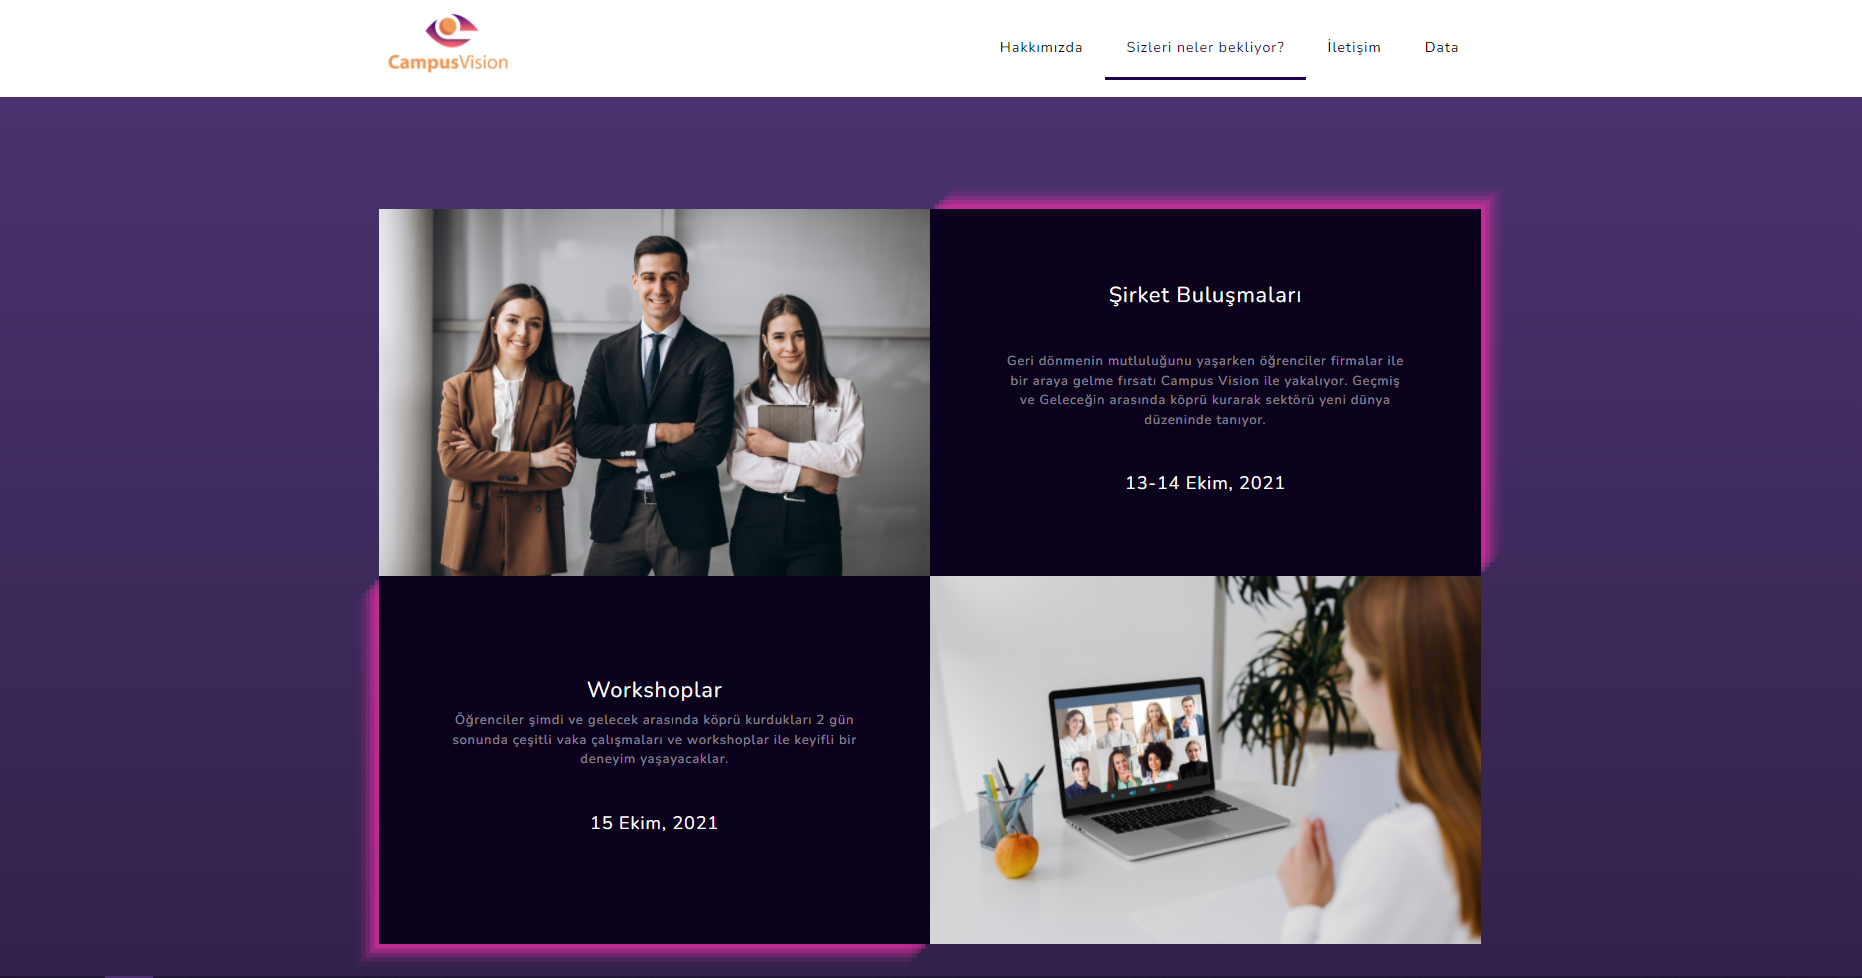 CampusVision
Hakkımızda
Sizleri neler bekliyor?
İletişim
Data
Şirket Buluşmaları
Geri dönmenin mutluluğunu yaşarken öğrenciler firmalar ile
bir araya gelme fırsatı Campus Vision ile yakalıyor. Geçmiş
ve Geleceğin arasında köprü kurarak sektörü yeni dünya
düzeninde tanıyor.
13-14 Ekim, 2021
Workshoplar
Öğrenciler şimdi ve gelecek arasında köprü kurdukları 2 gün
sonunda çeşitli vaka çalışmaları ve workshoplar ile keyifli bir
deneyim yaşayacaklar.
15 Ekim, 2021